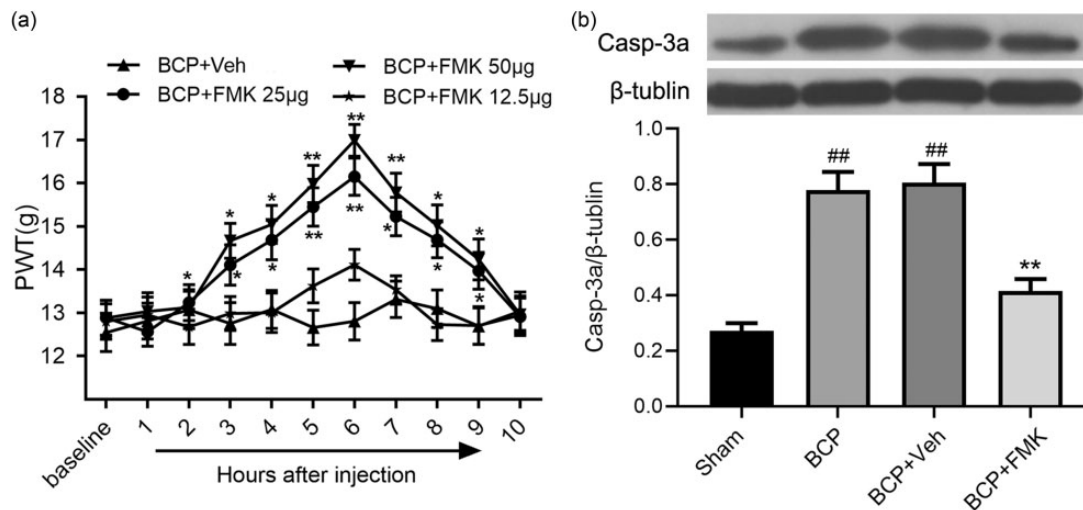 (a)
BCP+Veh
BCP+FMK 50μg
BCP+FMK 25μg
BCP+FMK 12.5μg
PWT(g)
18
17
16
15
14
13
12
**
** **
* * *
* * *
** ** *
* * * * *
baseline 1 2 3 4 5 6 7 8 9 10
Hours after injection
(b)
Casp-3a
β-tublin
Casp-3a/β-tublin
1.0
0.8
0.6
0.4
0.2
0.0
## ##
**
Sham BCP BCP+Veh BCP+FMK